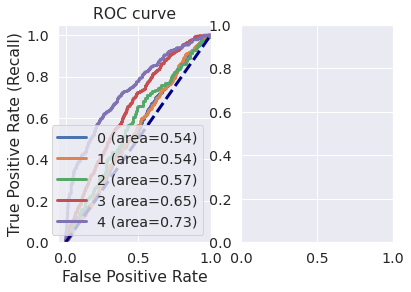 ROC curve
True Positive Rate (Recall)
1.0
0.8
0.6
0.4
0.2
0.0
0 (area=0.54)
1 (area=0.54)
2 (area=0.57)
3 (area=0.65)
4 (area=0.73)
0.0 0.5 1.0
False Positive Rate
1.0
0.8
0.6
0.4
0.2
0.0
0.0 0.5 1.0